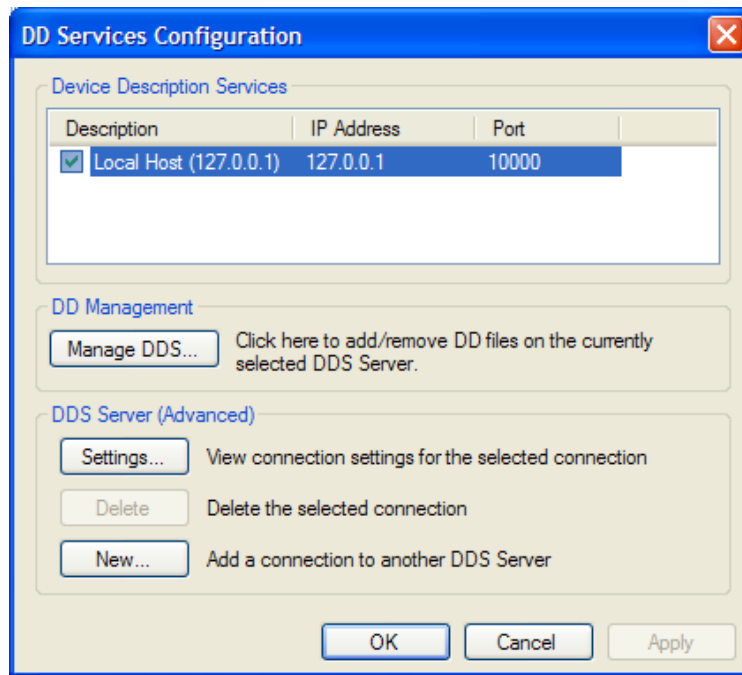 DD Services Configuration
Device Description Services
Description IP Address Port
Local Host (127.0.0.1) 127.0.0.1 10000
DD Management
Manage DDS... Click here to add/remove DD files on the currently
selected DDS Server.
DDS Server (Advanced)
Settings... View connection settings for the selected connection
Delete Delete the selected connection
New... Add a connection to another DDS Server
OK Cancel Apply